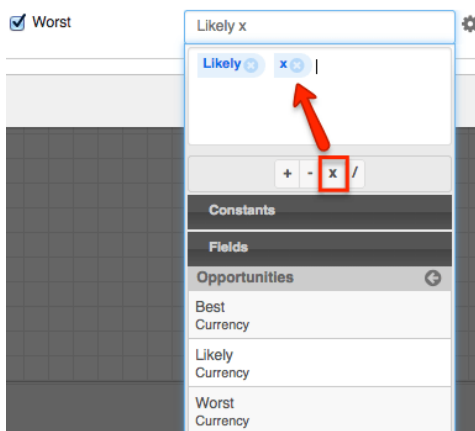 Worst
Likely x
Likely x
+ - x /
Constants
Fields
Opportunities
Best
Currency
Likely
Currency
Worst
Currency